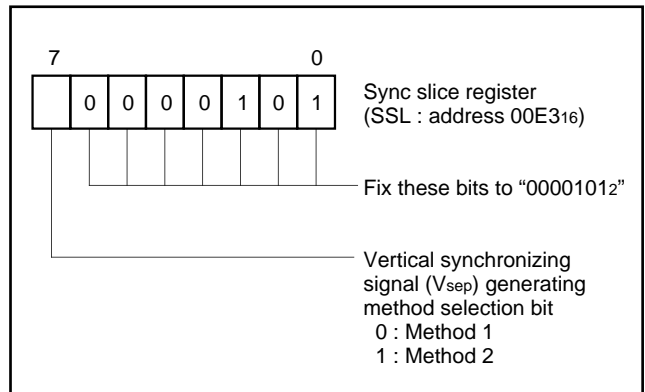 7 0
0 0 0 0 1 0 1
Sync slice register
(SSL : address 00E316)
Fix these bits to “00001012”
Vertical synchronizing
signal (Vsep) generating
method selection bit
0 : Method 1
1 : Method 2